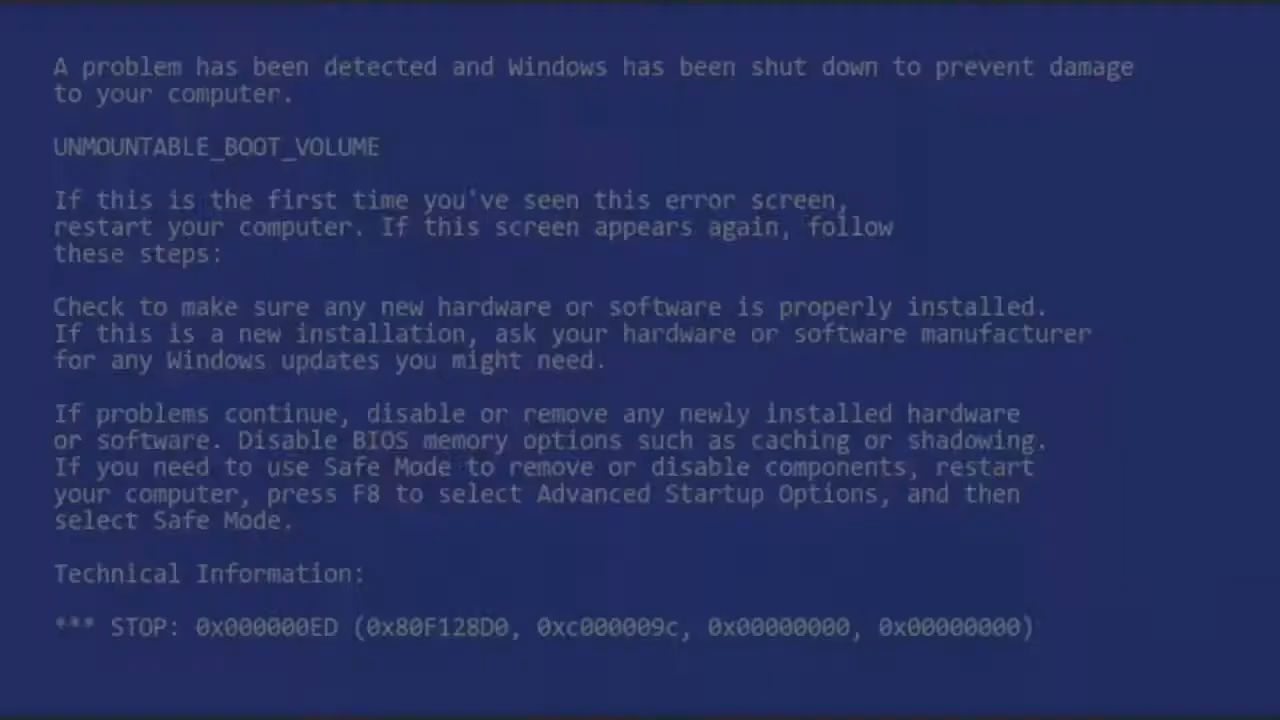 A problem has been detected and Windows has been shut down to prevent damage
to your computer.
UNMOUNTABLE_BOOT_VOLUME
If this is the first time you've seen this error screen,
restart your computer. If this screen appears again, follow
these steps:
Check to make sure any new hardware or software is properly installed.
If this is a new installation, ask your hardware or software manufacturer
for any Windows updates you might need.
If problems continue, disable or remove any newly installed hardware
or software. Disable BIOS memory options such as caching or shadowing.
If you need to use Safe Mode to remove or disable components, restart
your computer, press F8 to select Advanced Startup Options, and then
select Safe Mode.
Technical Information:
*** STOP: 0x000000ED (0x80F128D0, 0xc000009c, 0x00000000, 0x00000000)